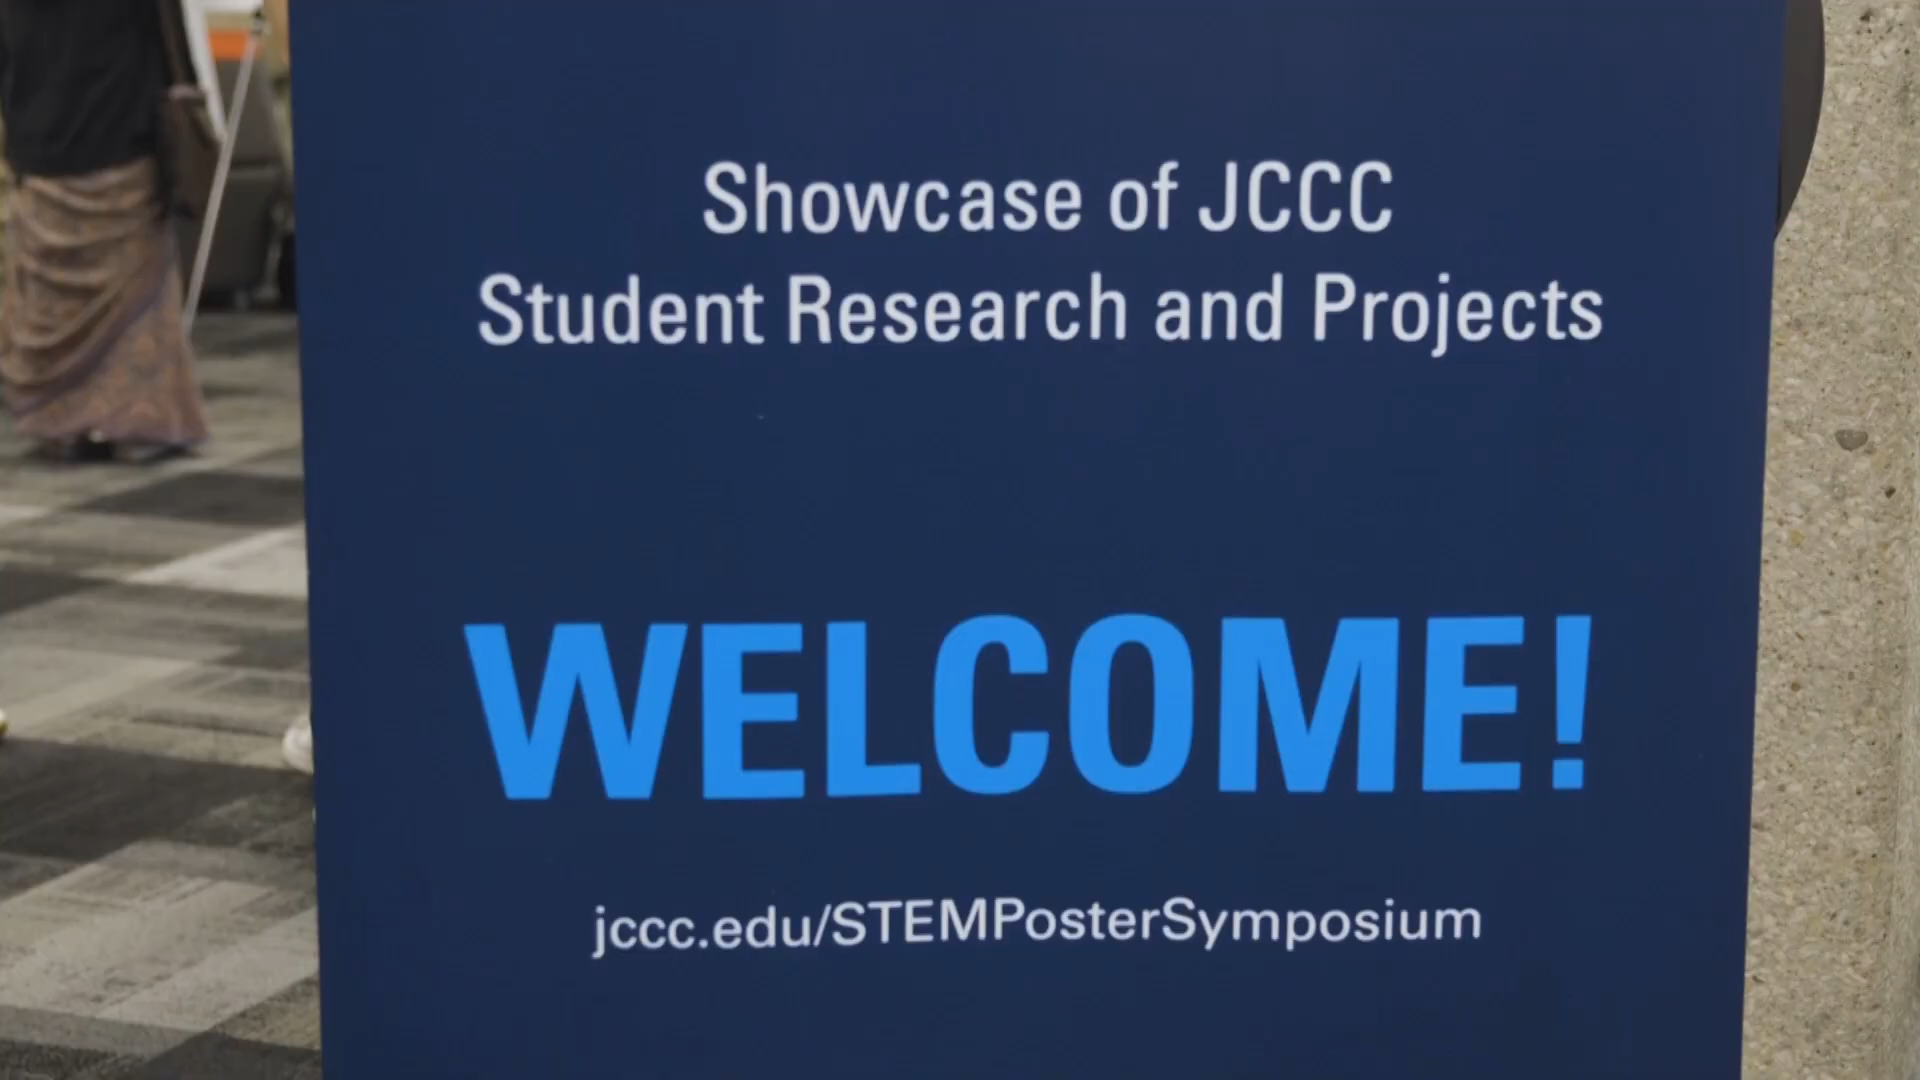 Showcase of JCCC
Student Research and Projects
WELCOME!
jccc.edu/STEMPosterSymposium